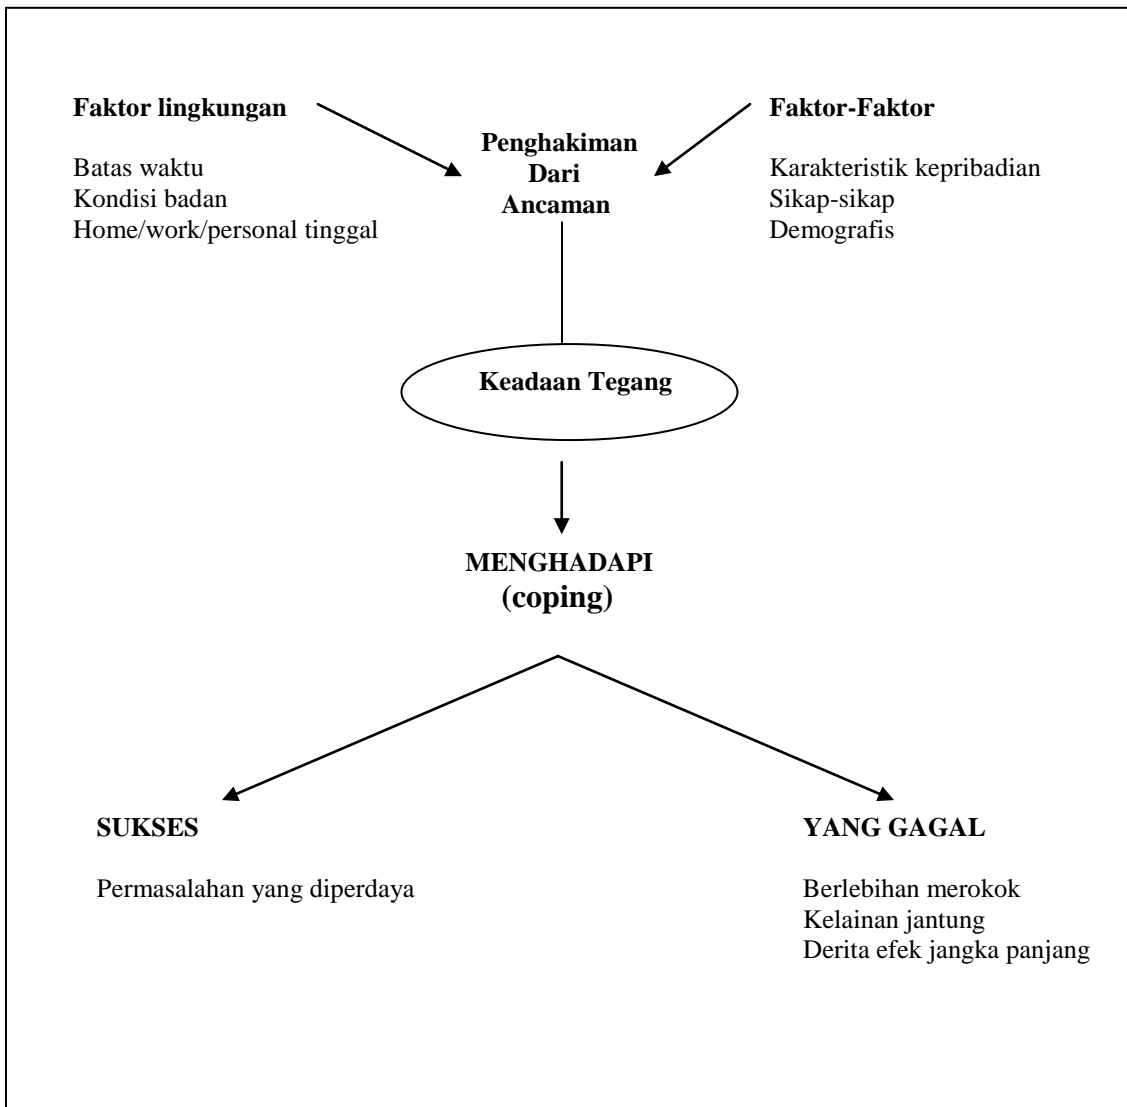 Faktor lingkungan
Batas waktu
Kondisi badan
Home/work/personal tinggal
Penghakiman
Dari
Ancaman
Faktor-Faktor
Karakteristik kepribadian
Sikap-sikap
Demografis
Keadaan Tegang
MENGHADAPI
(coping)
SUKSES
Permasalahan yang diperdaya
YANG GAGAL
Berlebihan merokok
Kelainan jantung
Derita efek jangka panjang